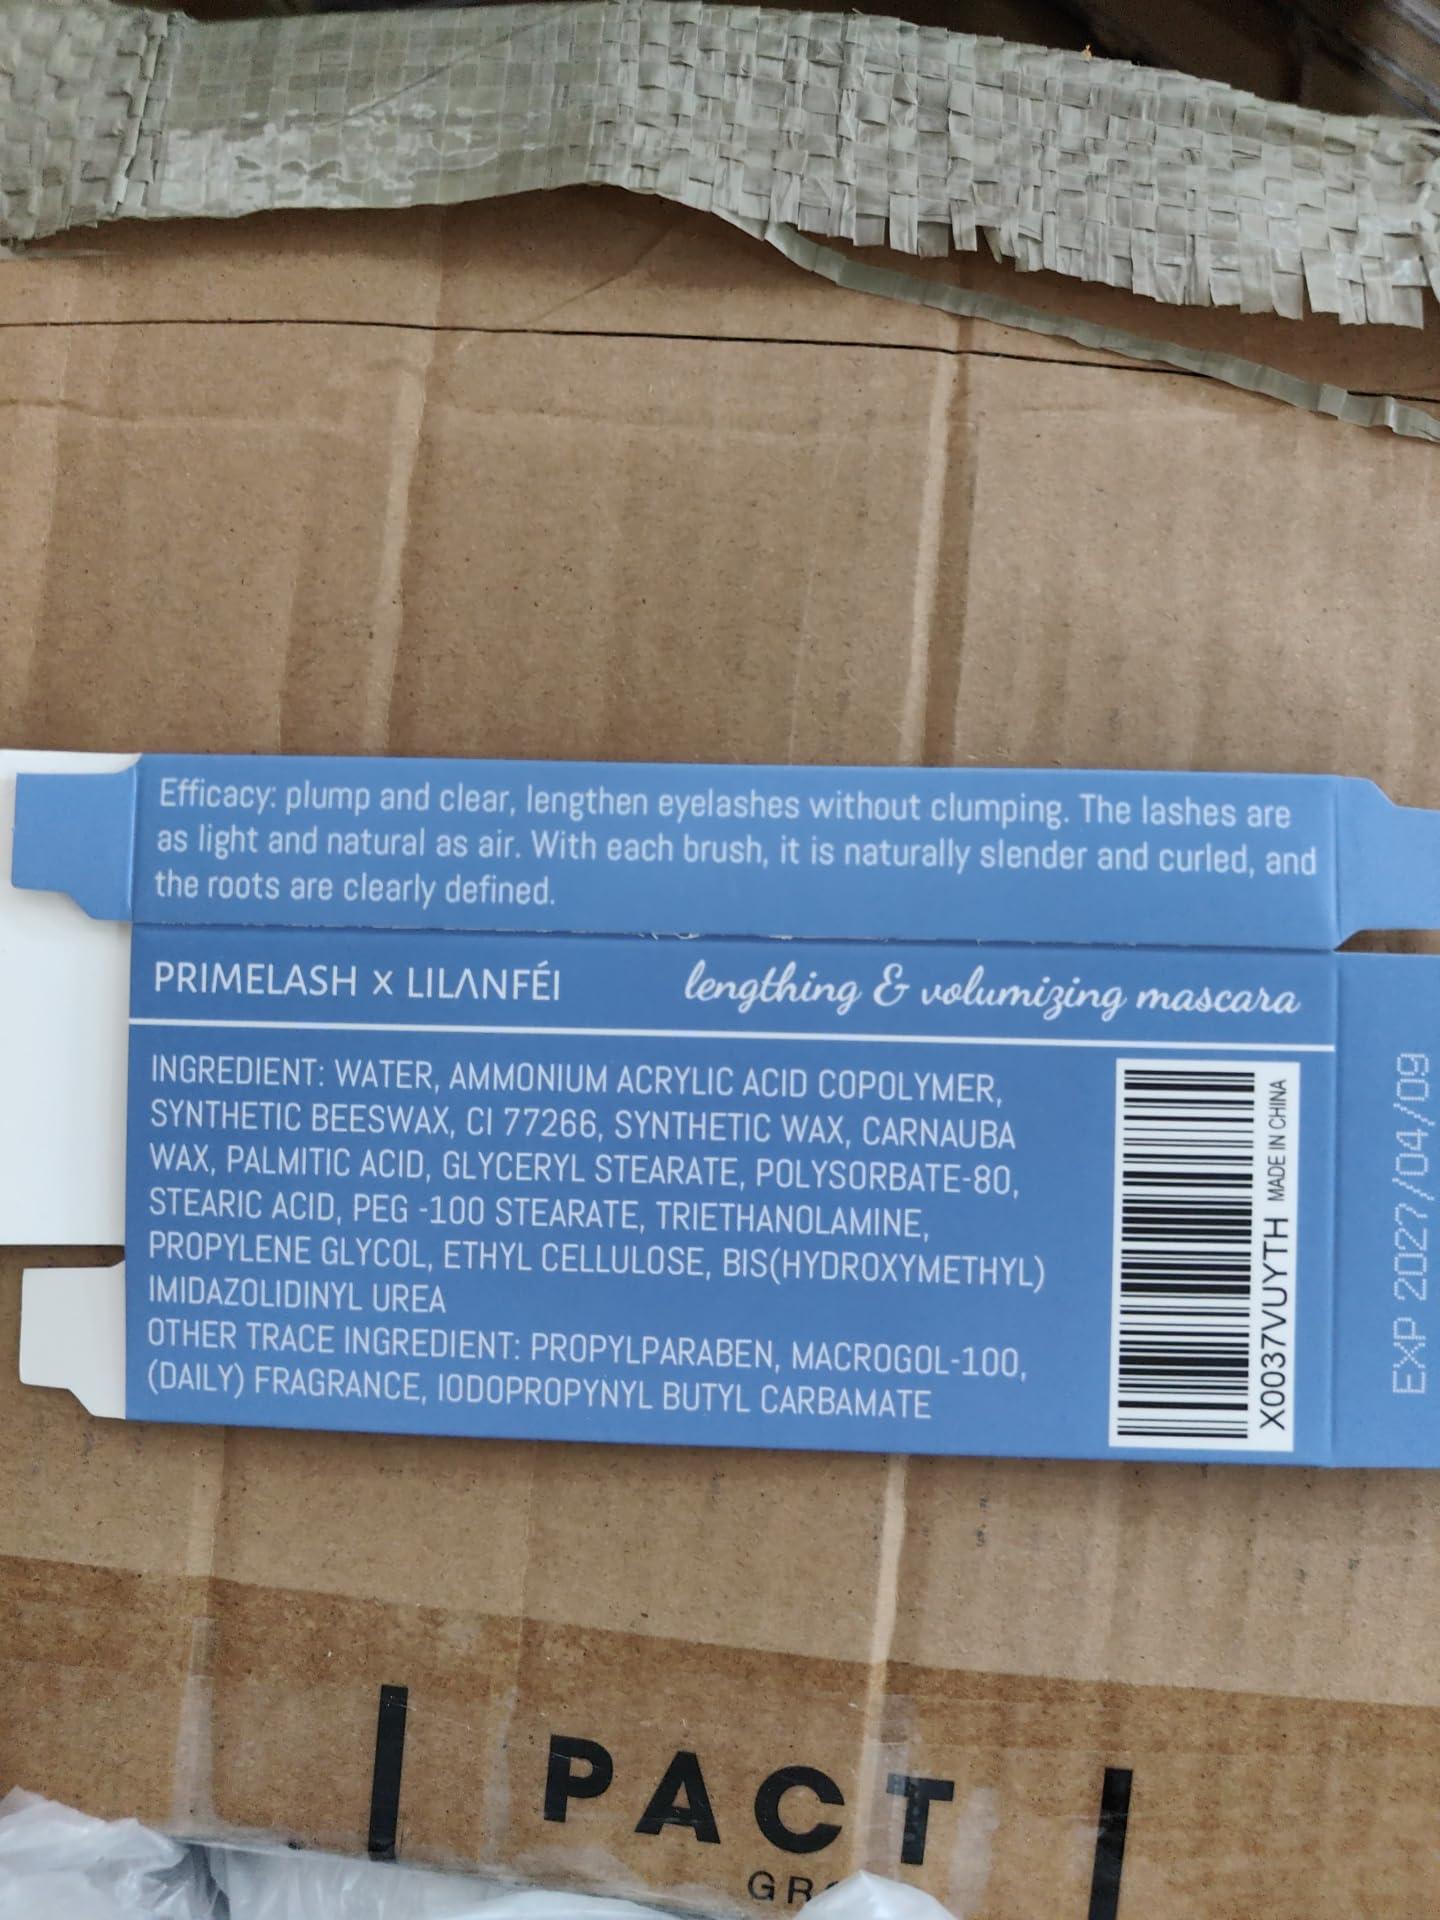 Efficacy: plump and clear, lengthen eyelashes without clumping. The lashes are
as light and natural as air. With each brush, it is naturally slender and curled, and
the roots are clearly defined.
PRIMELASH x LILΛNFÉI
lengthing & volumizing mascara
INGREDIENT: WATER, AMMONIUM ACRYLIC ACID COPOLYMER,
SYNTHETIC BEESWAX, CI 77266, SYNTHETIC WAX, CARNAUBA
WAX, PALMITIC ACID, GLYCERYL STEARATE, POLYSORBATE-80,
STEARIC ACID, PEG -100 STEARATE, TRIETHANOLAMINE,
PROPYLENE GLYCOL, ETHYL CELLULOSE, BIS(HYDROXYMETHYL)
IMIDAZOLIDINYL UREA
OTHER TRACE INGREDIENT: PROPYLPARABEN, MACROGOL-100,
(DAILY) FRAGRANCE, IODOPROPYNYL BUTYL CARBAMATE
X0037VUYTH MADE IN CHINA
EXP 2027/04/09
PACT